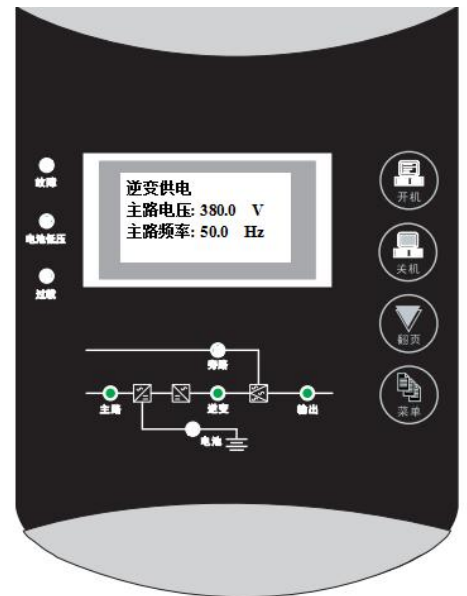 逆变供电
主路电压: 380.0 V
主路频率: 50.0 Hz
故障
电池低压
过载
开机
关机
翻页
菜单
旁路
主路
逆变
输出
电池